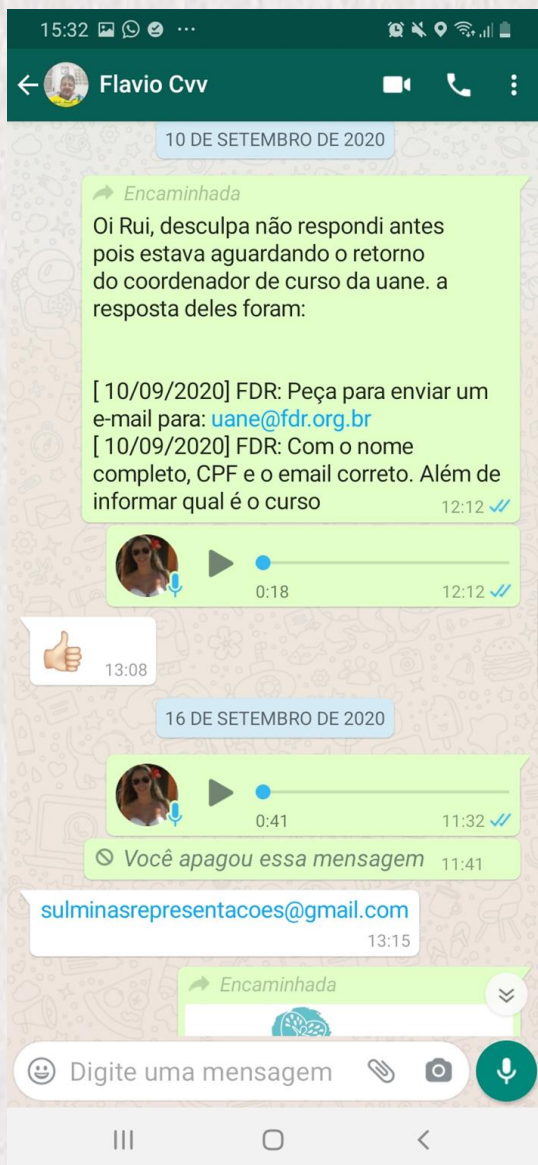 15:32
Flavio Cvv
10 DE SETEMBRO DE 2020
Encaminhada
Oi Rui, desculpa não respondi antes
pois estava aguardando o retorno
do coordenador de curso da uane. a
resposta deles foram:
[ 10/09/2020] FDR: Peça para enviar um
e-mail para: uane@fdr.org.br
[ 10/09/2020] FDR: Com o nome
completo, CPF e o email correto. Além de
informar qual é o curso
12:12
0:18
12:12
13:08
16 DE SETEMBRO DE 2020
0:41
11:32
Você apagou essa mensagem 11:41
sulminasrepresentacoes@gmail.com
13:15
Encaminhada
Digite uma mensagem